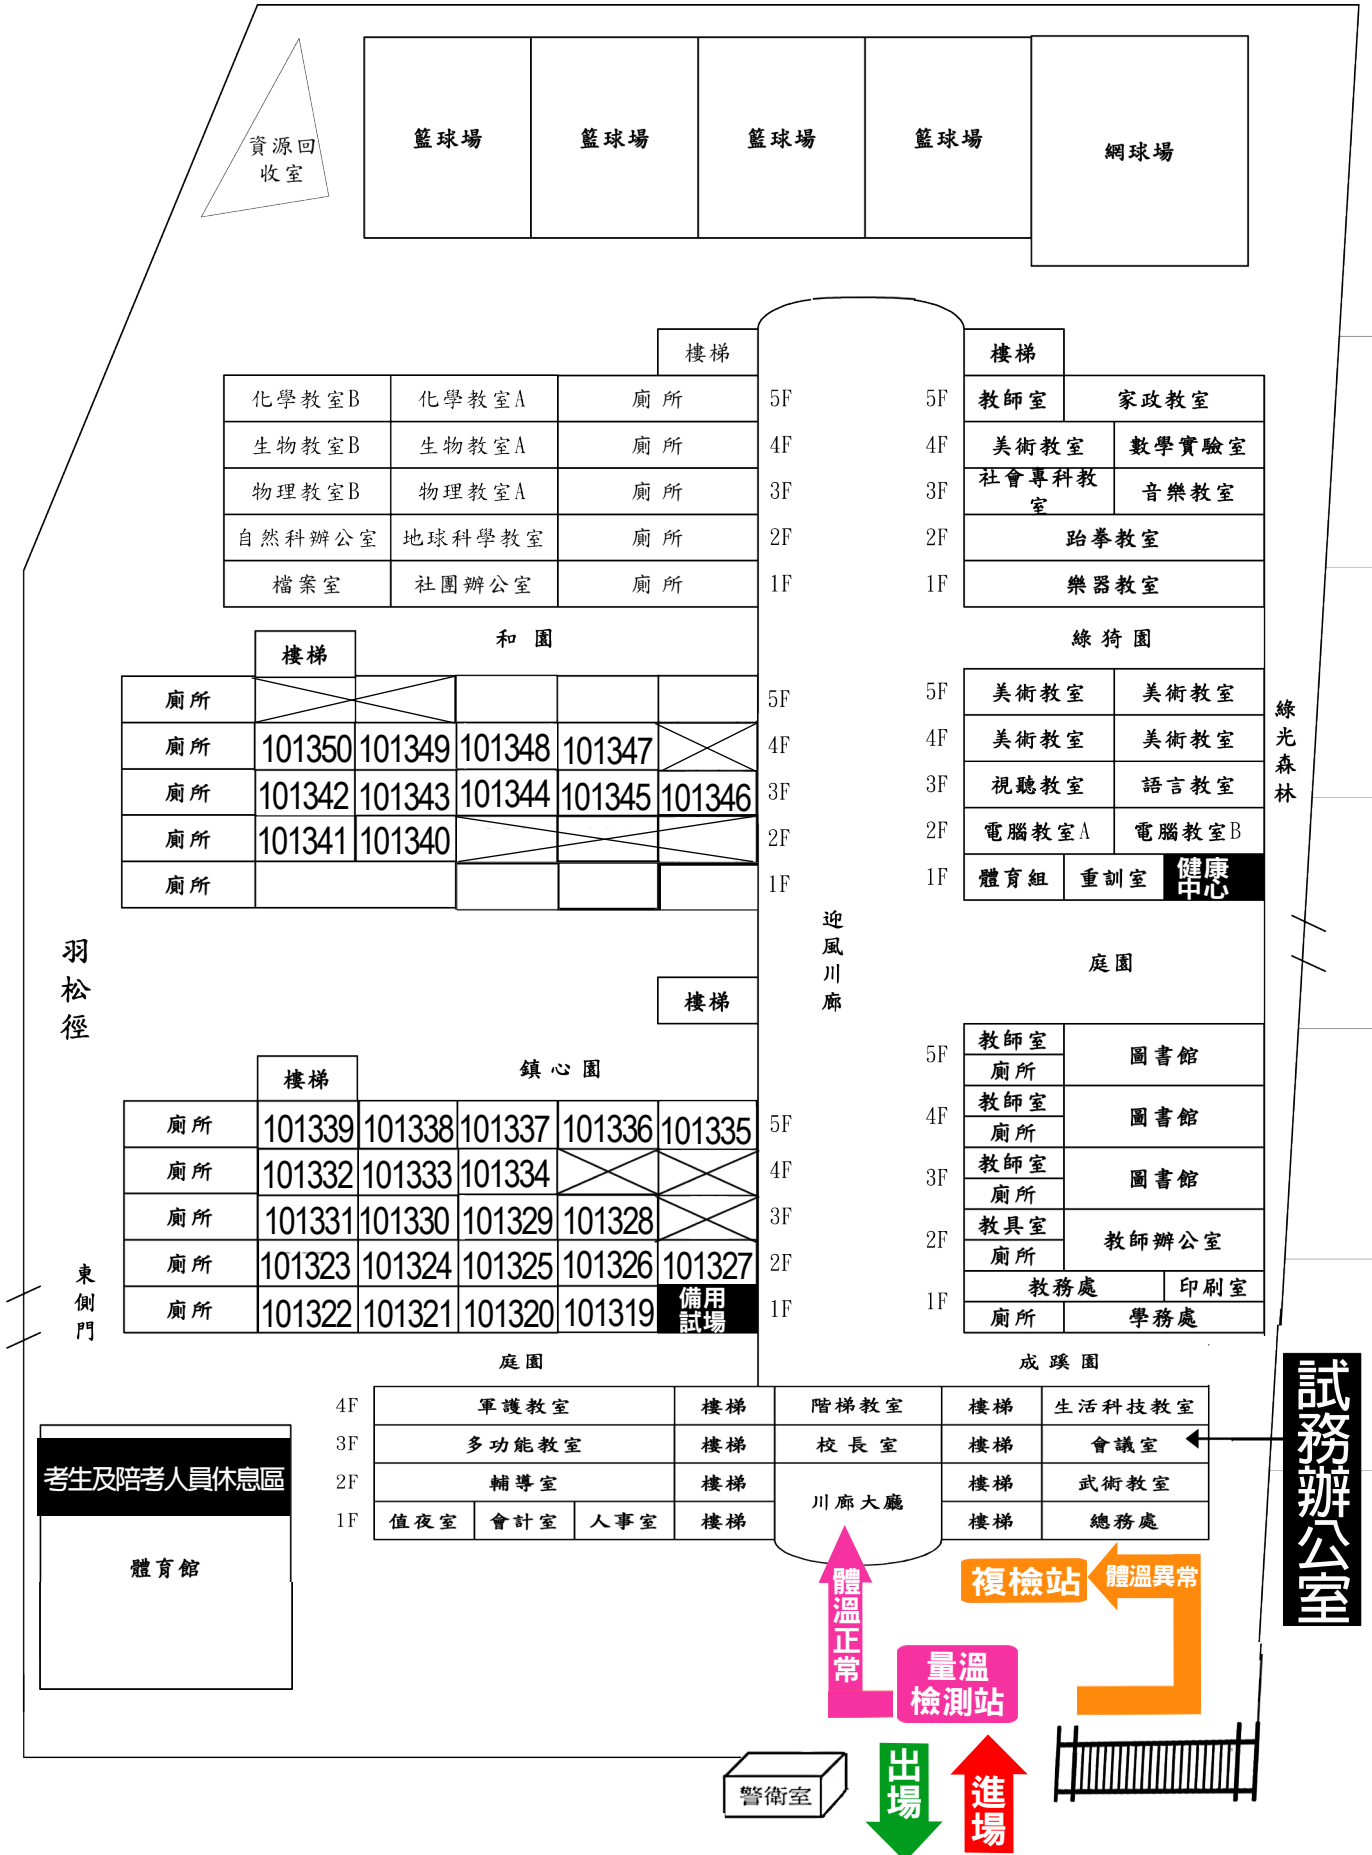 籃球場 籃球場 籃球場 籃球場 網球場
資源回
收室
樓梯 樓梯
化學教室B 化學教室A 廁所 5F 5F 教師室 家政教室
生物教室B 生物教室A 廁所 4F 4F 美術教室 數學實驗室
物理教室B 物理教室A 廁所 3F 3F 社會專科教室 音樂教室
自然科辦公室 地球科學教室 廁所 2F 2F 跆拳教室
檔案室 社團辦公室 廁所 1F 1F 樂器教室
和園 綠猗園
樓梯
廁所 5F 5F 美術教室 美術教室
廁所 101350 101349 101348 101347 4F 4F 美術教室 美術教室
廁所 101342 101343 101344 101345 101346 3F 3F 視聽教室 語言教室
廁所 101341 101340 2F 2F 電腦教室A 電腦教室B
廁所 1F 1F 體育組 重訓室 健康中心
綠光森林
迎風川廊
羽松徑
庭園
樓梯
樓梯 鎮心園
5F 教師室 廁所 圖書館
4F 教師室 廁所 圖書館
3F 教師室 廁所 圖書館
2F 教具室 廁所 教師辦公室
1F 教務處 印刷室
廁所 學務處
廁所 101339 101338 101337 101336 101335 5F
廁所 101332 101333 101334 4F
廁所 101331 101330 101329 101328 3F
廁所 101323 101324 101325 101326 101327 2F
廁所 101322 101321 101320 101319 備用試場 1F
東側門
庭園 成蹊園
4F 軍護教室 樓梯 階梯教室 樓梯 生活科技教室
3F 多功能教室 樓梯 校長室 樓梯 會議室
2F 輔導室 樓梯 川廊大廳 樓梯 武術教室
1F 值夜室 會計室 人事室 樓梯 樓梯 總務處
試務辦公室
考生及陪考人員休息區
體育館
體溫正常
複檢站 體溫異常
量溫
檢測站
警衛室
出場
進場